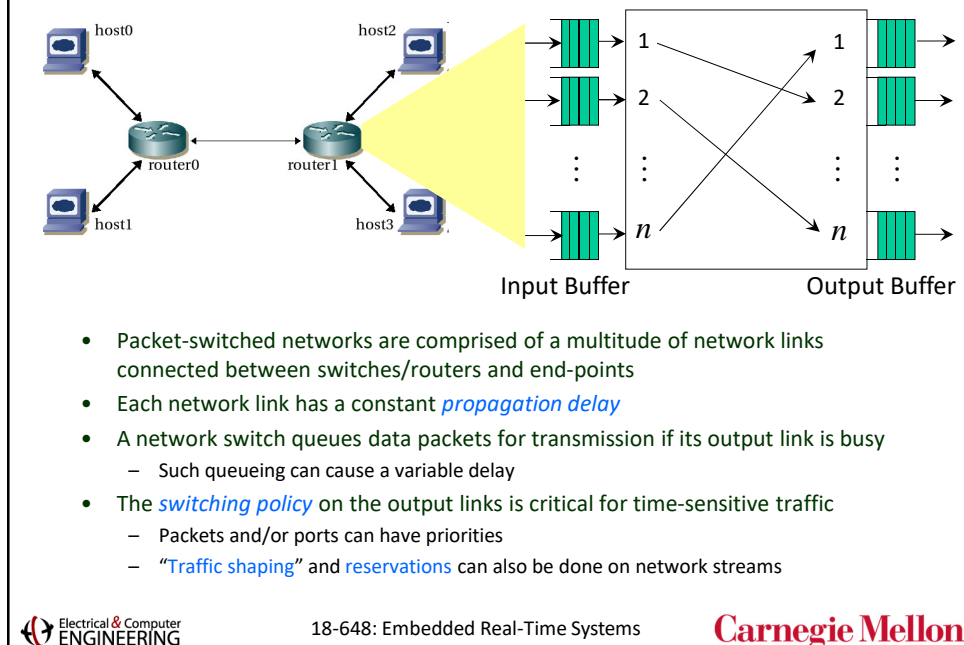 host0
host2
router0
router1
host1
host3
1
2
⋮
n
⋮
⋮
1
2
n
⋮
⋮
Input Buffer
Output Buffer
• Packet-switched networks are comprised of a multitude of network links
connected between switches/routers and end-points
• Each network link has a constant propagation delay
• A network switch queues data packets for transmission if its output link is busy
– Such queueing can cause a variable delay
• The switching policy on the output links is critical for time-sensitive traffic
– Packets and/or ports can have priorities
– “Traffic shaping” and reservations can also be done on network streams
Electrical & Computer
ENGINEERING
18-648: Embedded Real-Time Systems
Carnegie Mellon